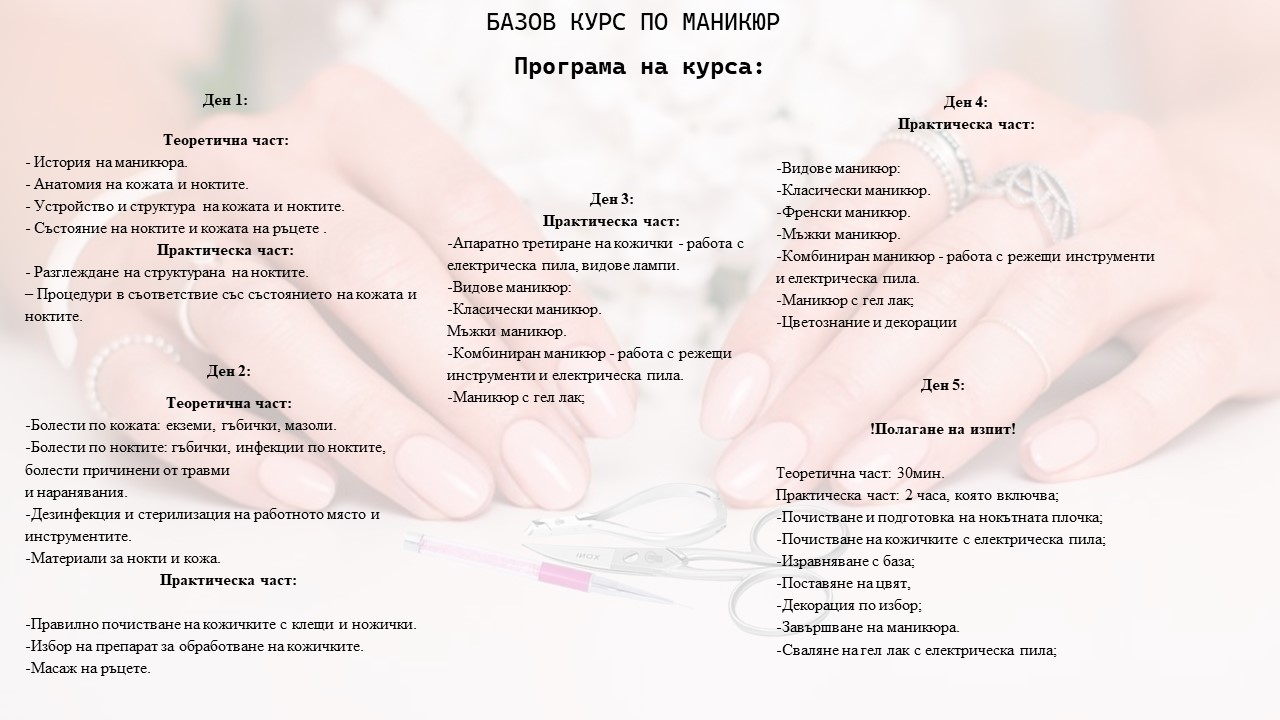 БАЗОВ КУРС ПО МАНИКЮР
Програма на курса:
Ден 1:
Теоретична част:
- История на маникюра.
- Анатомия на кожата и ноктите.
- Устройство и структура на кожата и ноктите.
- Състояние на ноктите и кожата на ръцете .
Практическа част:
- Разглеждане на структурана на ноктите.
– Процедури в съответствие със състоянието на кожата и
ноктите.
Ден 2:
Теоретична част:
-Болести по кожата: екземи, гъбички, мазоли.
-Болести по ноктите: гъбички, инфекции по ноктите,
болести причинени от травми
и наранявания.
-Дезинфекция и стерилизация на работното място и
инструментите.
-Материали за нокти и кожа.
Практическа част:
-Правилно почистване на кожичките с клещи и ножички.
-Избор на препарат за обработване на кожичките.
-Масаж на ръцете.
Ден 3:
Практическа част:
-Апаратно третиране на кожички - работа с
електрическа пила, видове лампи.
-Видове маникюр:
-Класически маникюр.
Мъжки маникюр.
-Комбиниран маникюр - работа с режещи
инструменти и електрическа пила.
-Маникюр с гел лак;
Ден 4:
Практическа част:
-Видове маникюр:
-Класически маникюр.
-Френски маникюр.
-Мъжки маникюр.
-Комбиниран маникюр - работа с режещи инструменти
и електрическа пила.
-Маникюр с гел лак;
-Цветознание и декорации
Ден 5:
!Полагане на изпит!
Теоретична част: 30мин.
Практическа част: 2 часа, която включва;
-Почистване и подготовка на нокътната плочка;
-Почистване на кожичките с електрическа пила;
-Изравняване с база;
-Поставяне на цвят,
-Декорация по избор;
-Завършване на маникюра.
-Сваляне на гел лак с електрическа пила;